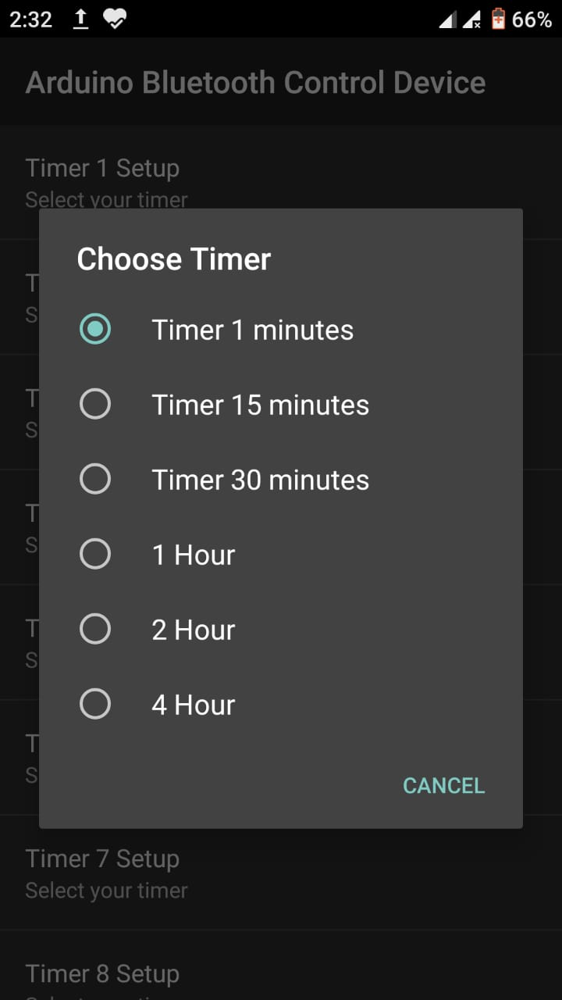 2:32
66%
Arduino Bluetooth Control Device
Timer 1 Setup
Select your timer
Choose Timer
Timer 1 minutes
Timer 15 minutes
Timer 30 minutes
1 Hour
2 Hour
4 Hour
CANCEL
Timer 7 Setup
Select your timer
Timer 8 Setup